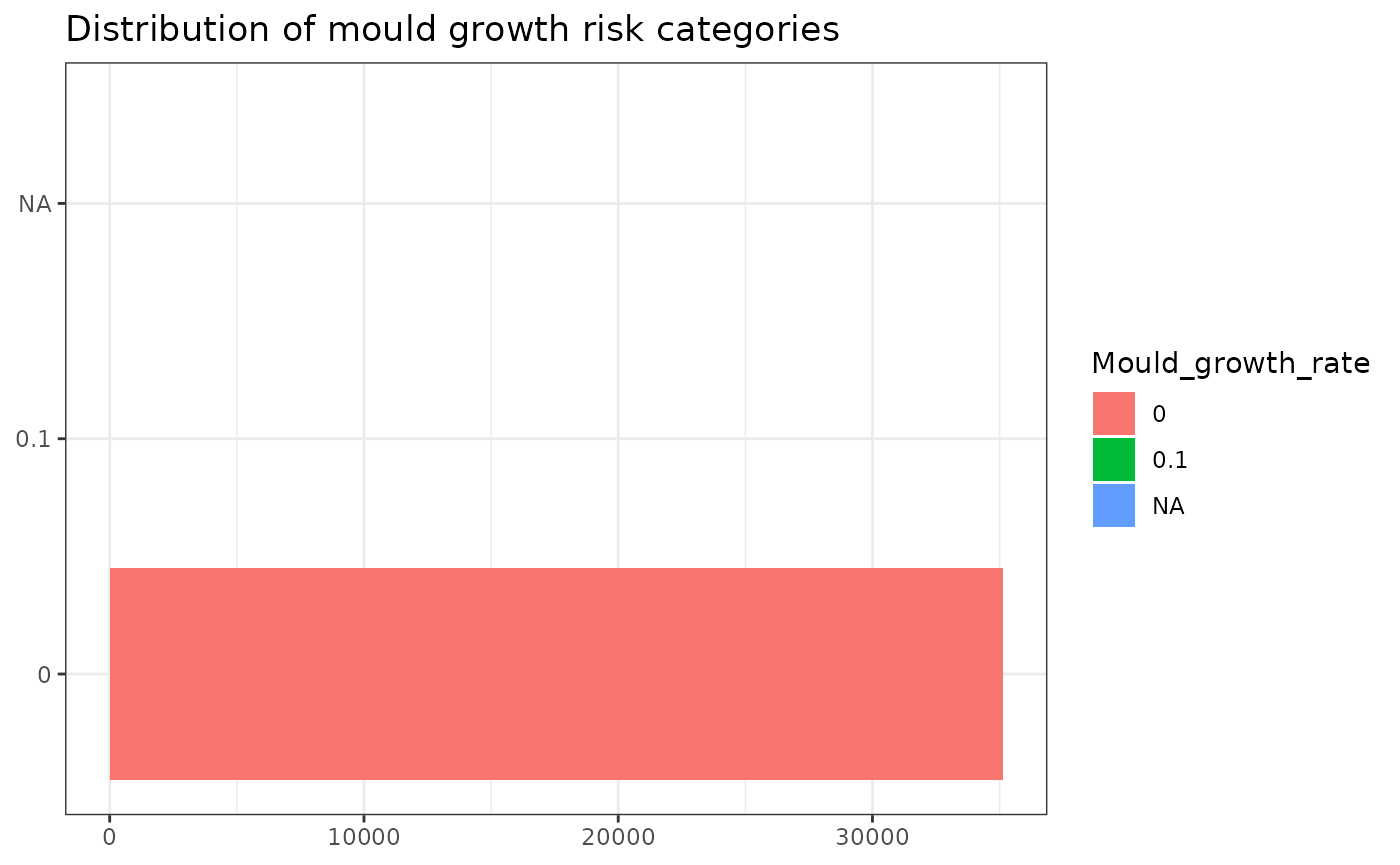 Distribution of mould growth risk categories
NA
0.1
0
0
10000
20000
30000
Mould_growth_rate
0
0.1
NA